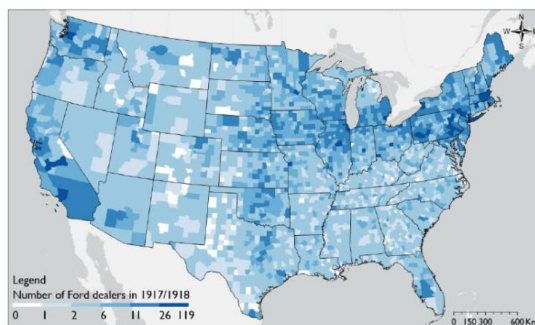 N
W E
S
Legend
Number of Ford dealers in 1917/1918
0 1 2 6 11 26 119
0 150 300 600 Km